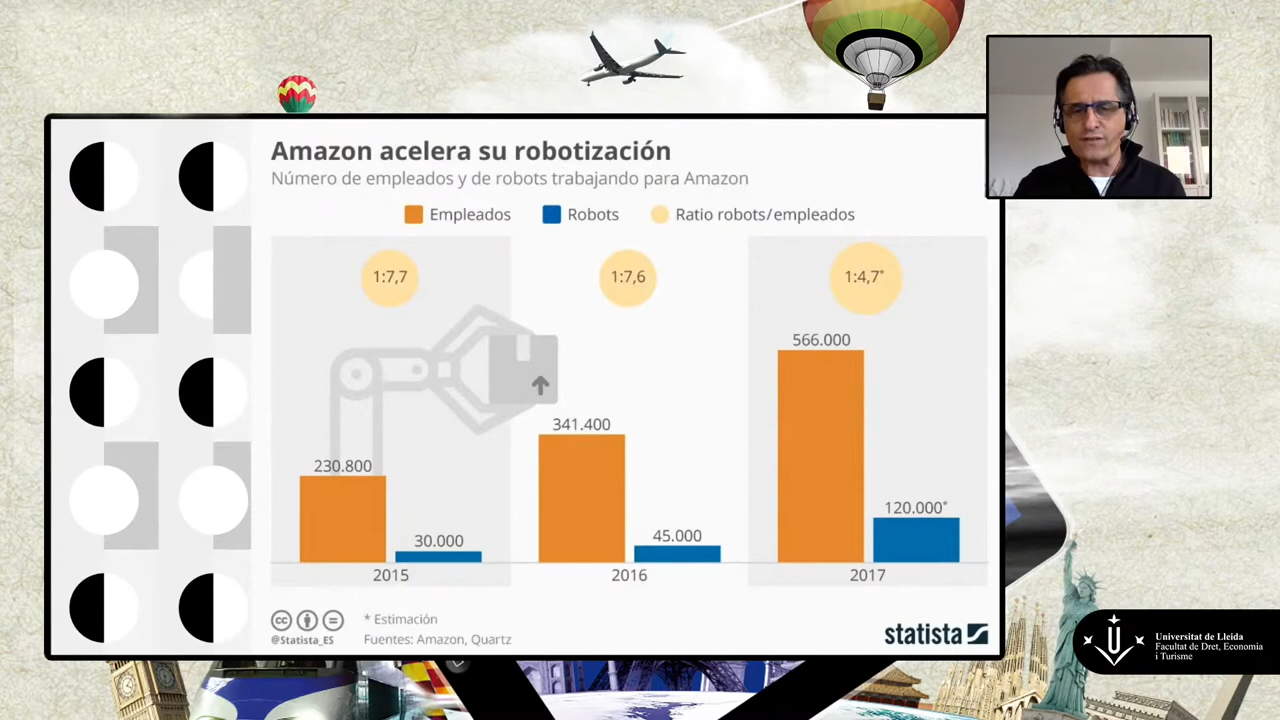 Amazon acelera su robotización
Número de empleados y de robots trabajando para Amazon
Empleados Robots Ratio robots/empleados
1:7,7 1:7,6 1:4,7*
230.800 30.000 341.400 45.000 566.000 120.000*
2015 2016 2017
* Estimación
@Statista_ES Fuentes: Amazon, Quartz
statista
Universitat de Lleida
Facultat de Dret, Economia
i Turisme